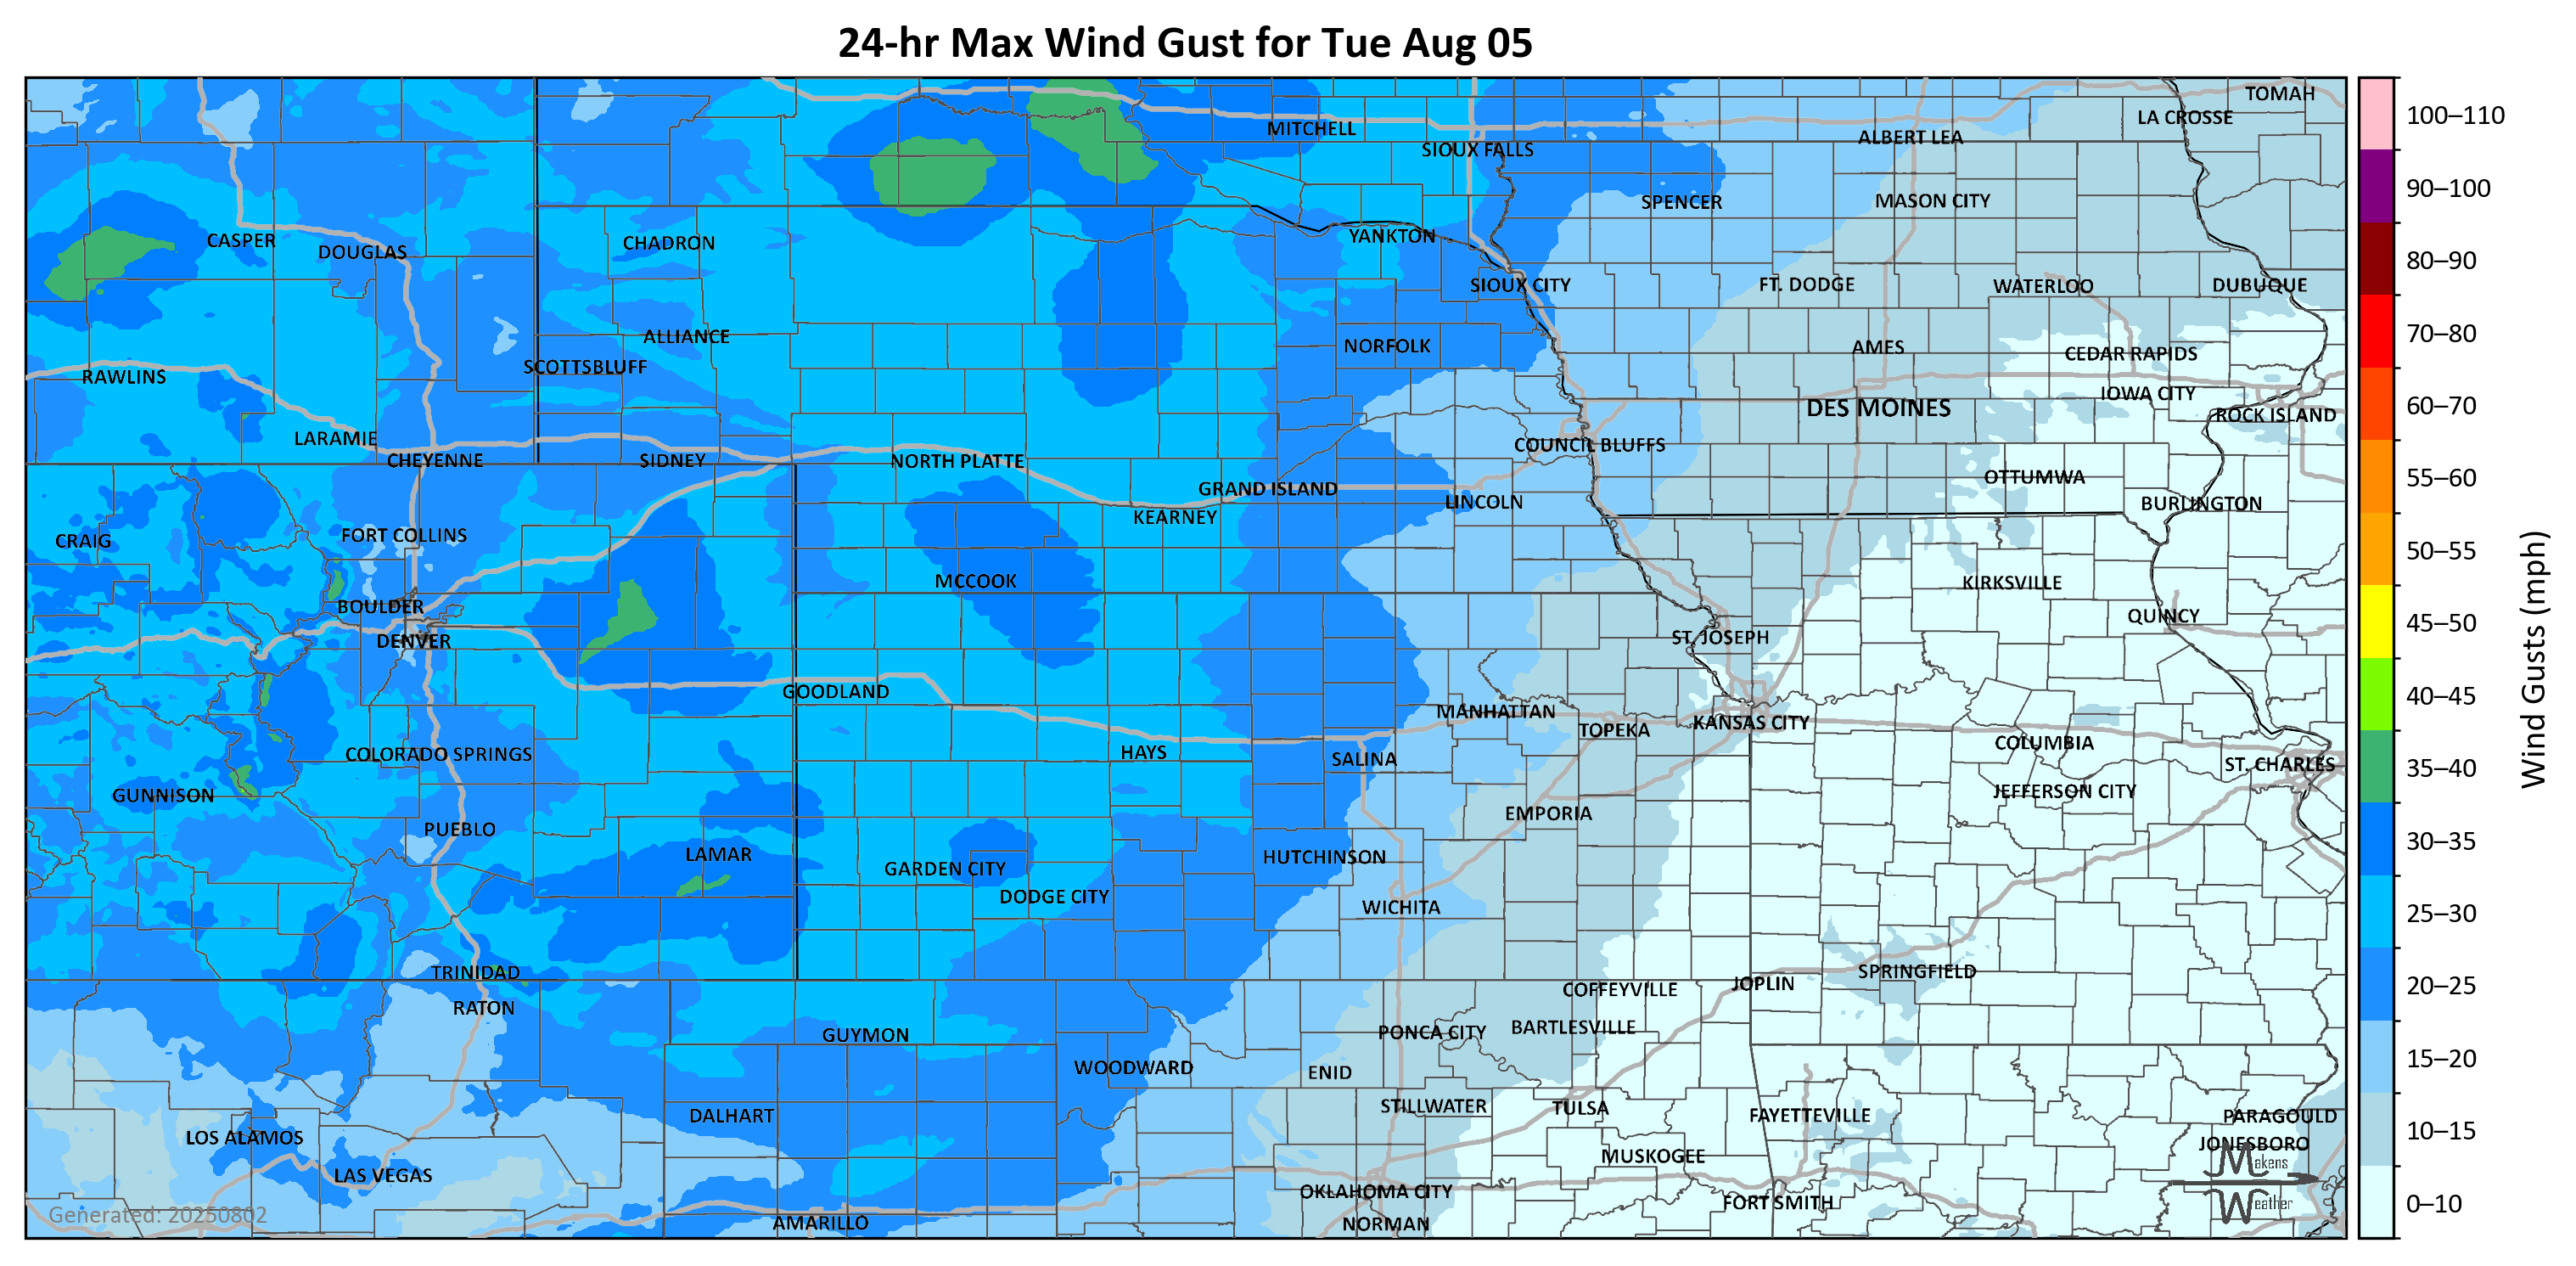 24-hr Max Wind Gust for Tue Aug 05
TOMAH
LA CROSSE
MITCHELL
ALBERT LEA
SIOUX FALLS
SPENCER
MASON CITY
CASPER
DOUGLAS
CHADRON
YANKTON
SIOUX CITY
FT. DODGE
WATERLOO
DUBUQUE
ALLIANCE
NORFOLK
AMES
CEDAR RAPIDS
SCOTTSBLUFF
RAWLINS
IOWA CITY
DES MOINES
ROCK ISLAND
LARAMIE
COUNCIL BLUFFS
CHEYENNE
SIDNEY
NORTH PLATTE
OTTUMWA
GRAND ISLAND
LINCOLN
BURLINGTON
KEARNEY
FORT COLLINS
CRAIG
MCCOOK
KIRKSVILLE
BOULDER
QUINCY
DENVER
ST. JOSEPH
GOODLAND
MANHATTAN
KANSAS CITY
TOPEKA
COLUMBIA
COLORADO SPRINGS
HAYS
SALINA
ST. CHARLES
GUNNISON
JEFFERSON CITY
EMPORIA
PUEBLO
LAMAR
HUTCHINSON
GARDEN CITY
DODGE CITY
WICHITA
TRINIDAD
SPRINGFIELD
JOPLIN
COFFEYVILLE
RATON
BARTLESVILLE
GUYMON
PONCA CITY
WOODWARD
ENID
STILLWATER
TULSA
DALHART
FAYETTEVILLE
PARAGOULD
LOS ALAMOS
JONESBORO
MUSKOGEE
LAS VEGAS
OKLAHOMA CITY
FORT SMITH
AMARILLO
NORMAN
Generated: 20250802
Makens
Weather
100–110
90–100
80–90
70–80
60–70
55–60
50–55
45–50
40–45
35–40
30–35
25–30
20–25
15–20
10–15
0–10
Wind Gusts (mph)